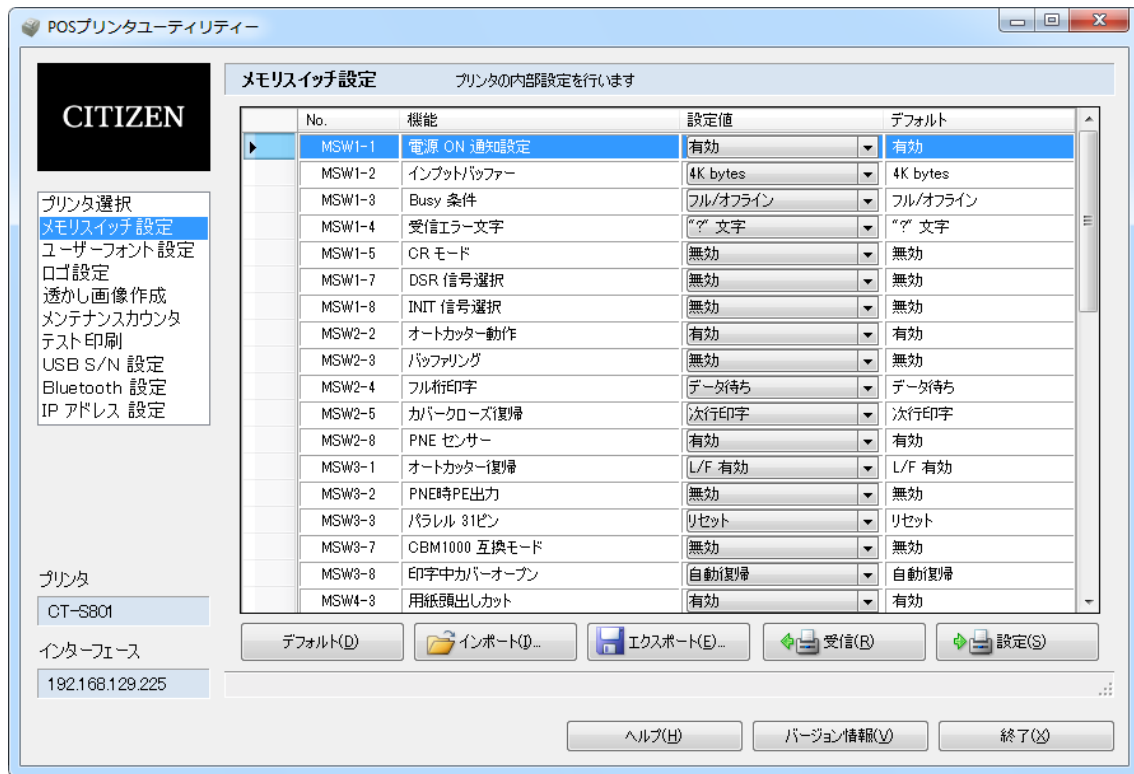 POSプリンタユーティリティー
CITIZEN
メモリスイッチ設定 プリンタの内部設定を行います
プリンタ選択
メモリスイッチ設定
ユーザーフォント設定
ロゴ設定
透かし画像作成
メンテナンスカウンタ
テスト印刷
USB S/N 設定
Bluetooth 設定
IP アドレス 設定
プリンタ
CT-S801
インターフェース
192.168.129.225
No. 機能 設定値 デフォルト
MSW1-1 電源 ON 通知設定 有効 有効
MSW1-2 インプットバッファー 4K bytes 4K bytes
MSW1-3 Busy 条件 フル/オフライン フル/オフライン
MSW1-4 受信エラー文字 "?" 文字 "?" 文字
MSW1-5 CR モード 無効 無効
MSW1-7 DSR 信号選択 無効 無効
MSW1-8 INIT 信号選択 無効 無効
MSW2-2 オートカッター動作 有効 有効
MSW2-3 バッファリング 無効 無効
MSW2-4 フル桁印字 データ待ち データ待ち
MSW2-5 カバークローズ復帰 次行印字 次行印字
MSW2-8 PNE センサー 有効 有効
MSW3-1 オートカッター復帰 L/F 有効 L/F 有効
MSW3-2 PNE時PE出力 無効 無効
MSW3-3 パラレル 31ピン リセット リセット
MSW3-7 CBM1000 互換モード 無効 無効
MSW3-8 印字中カバーオープン 自動復帰 自動復帰
MSW4-3 用紙頭出しカット 有効 有効
デフォルト(D) インポート(I)... エクスポート(E)... 受信(R) 設定(S)
ヘルプ(H) バージョン情報(V) 終了(X)